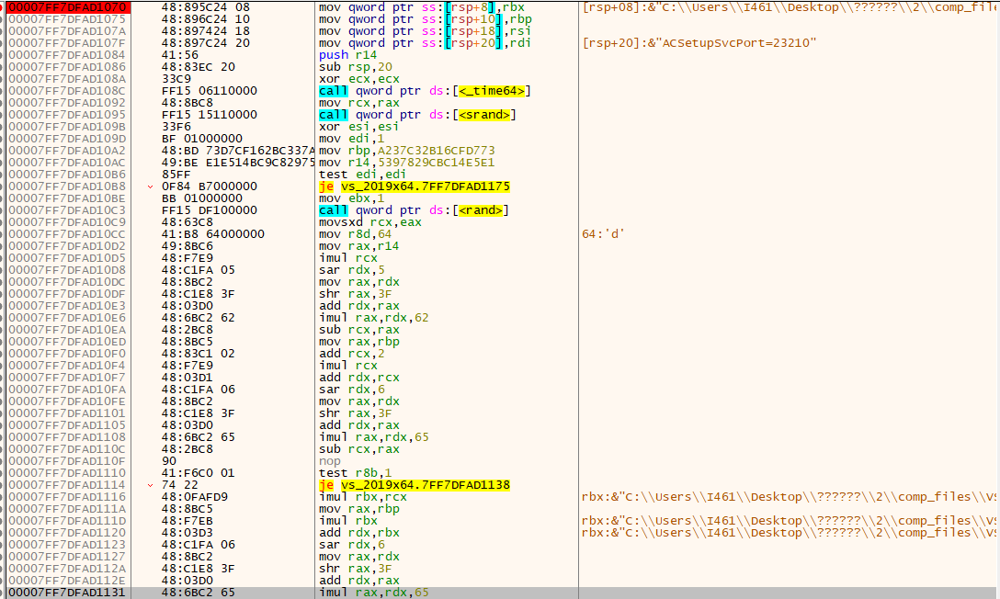 00007FF7DFAD1070 48:895C24 08 mov qword ptr ss:[rsp+8],rbx [rsp+08]:&"C:\\Users\\I461\\Desktop\\??????\\2\\comp_files
00007FF7DFAD1075 48:896C24 10 mov qword ptr ss:[rsp+10],rbp
00007FF7DFAD107A 48:897424 18 mov qword ptr ss:[rsp+18],rsi
00007FF7DFAD107F 48:897C24 20 mov qword ptr ss:[rsp+20],rdi [rsp+20]:&"ACSetupSvcPort=23210"
00007FF7DFAD1084 41:56 push r14
00007FF7DFAD1086 48:83EC 20 sub rsp,20
00007FF7DFAD108A 33C9 xor ecx,ecx
00007FF7DFAD108C FF15 06110000 call qword ptr ds:[<_time64>]
00007FF7DFAD1092 48:8BC8 mov rcx,rax
00007FF7DFAD1095 FF15 15110000 call qword ptr ds:[<srand>]
00007FF7DFAD109B 33F6 xor esi,esi
00007FF7DFAD109D BF 01000000 mov edi,1
00007FF7DFAD10A2 48:BD 73D7CF162BC337A mov rbp,A237C32B16CFD773
00007FF7DFAD10AC 49:BE E1E514BC9C82975 mov r14,5397829CBC14E5E1
00007FF7DFAD10B6 85FF test edi,edi
00007FF7DFAD10B8 0F84 B7000000 je vs_2019x64.7FF7DFAD1175
00007FF7DFAD10BE BB 01000000 mov ebx,1
00007FF7DFAD10C3 FF15 DF100000 call qword ptr ds:[<rand>]
00007FF7DFAD10C9 48:63C8 movsxd rcx,eax
00007FF7DFAD10CC 41:B8 64000000 mov r8d,64 64:'d'
00007FF7DFAD10D2 49:8BC6 mov rax,r14
00007FF7DFAD10D5 48:F7E9 imul rcx
00007FF7DFAD10D8 48:C1FA 05 sar rdx,5
00007FF7DFAD10DC 48:8BC2 mov rax,rdx
00007FF7DFAD10DF 48:C1E8 3F shr rax,3F
00007FF7DFAD10E3 48:03D0 add rdx,rax
00007FF7DFAD10E6 48:6BC2 62 imul rax,rdx,62
00007FF7DFAD10EA 48:2BC8 sub rcx,rax
00007FF7DFAD10ED 48:8BC5 mov rax,rbp
00007FF7DFAD10F0 48:83C1 02 add rcx,2
00007FF7DFAD10F4 48:F7E9 imul rcx
00007FF7DFAD10F7 48:03D1 add rdx,rcx
00007FF7DFAD10FA 48:C1FA 06 sar rdx,6
00007FF7DFAD10FE 48:8BC2 mov rax,rdx
00007FF7DFAD1101 48:C1E8 3F shr rax,3F
00007FF7DFAD1105 48:03D0 add rdx,rax
00007FF7DFAD1108 48:6BC2 65 imul rax,rdx,65
00007FF7DFAD110C 48:2BC8 sub rcx,rax
00007FF7DFAD110F 90 nop
00007FF7DFAD1110 41:F6C0 01 test r8b,1
00007FF7DFAD1114 74 22 je vs_2019x64.7FF7DFAD1138
00007FF7DFAD1116 48:0FAFD9 imul rbx,rcx rbx:&"C:\\Users\\I461\\Desktop\\??????\\2\\comp_files\\vs
00007FF7DFAD111A 48:8BC5 mov rax,rbp
00007FF7DFAD111D 48:F7EB imul rbx rbx:&"C:\\Users\\I461\\Desktop\\??????\\2\\comp_files\\vs
00007FF7DFAD1120 48:03D3 add rdx,rbx rbx:&"C:\\Users\\I461\\Desktop\\??????\\2\\comp_files\\vs
00007FF7DFAD1123 48:C1FA 06 sar rdx,6
00007FF7DFAD1127 48:8BC2 mov rax,rdx
00007FF7DFAD112A 48:C1E8 3F shr rax,3F
00007FF7DFAD112E 48:03D0 add rdx,rax
00007FF7DFAD1131 48:6BC2 65 imul rax,rdx,65